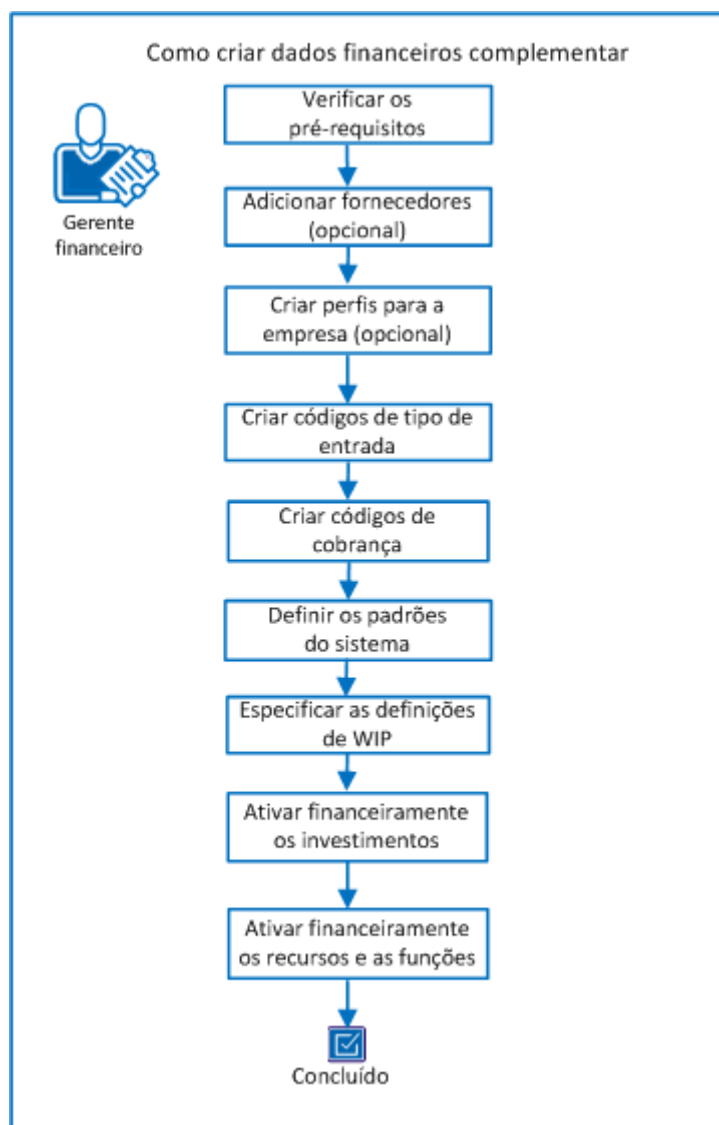 Como criar dados financeiros complementar
Verificar os
pré-requisitos
Gerente
financeiro
Adicionar fornecedores
(opcional)
Criar perfis para a
empresa (opcional)
Criar códigos de tipo de
entrada
Criar códigos de
cobrança
Definir os padrões
do sistema
Especificar as definições
de WIP
Ativar financeiramente
os investimentos
Ativar financeiramente
os recursos e as funções
Concluído